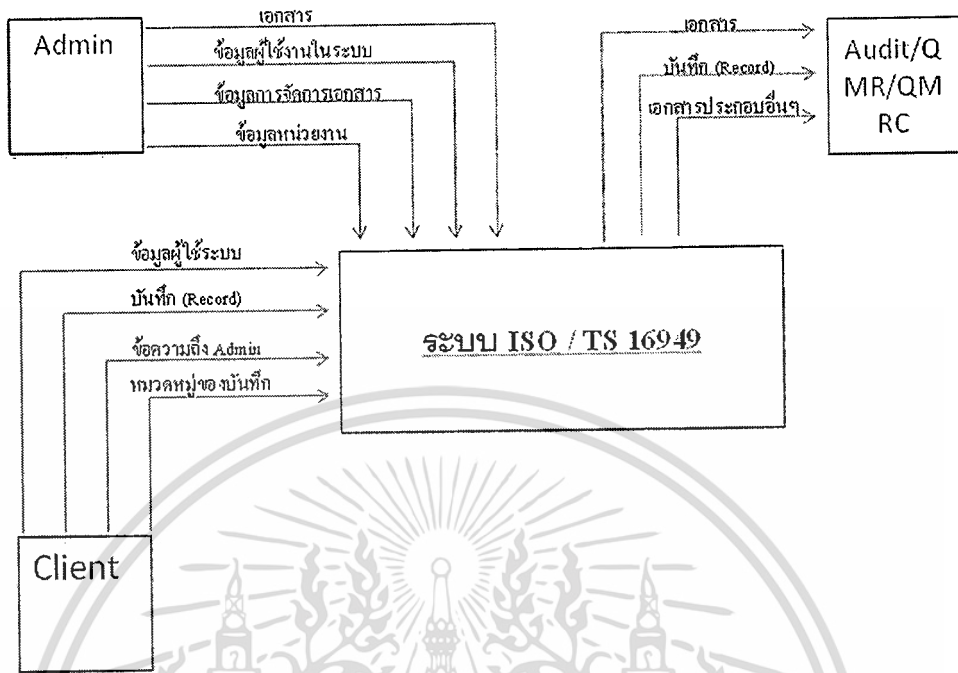 Admin
เอกสาร
ข้อมูลผู้ใช้งานในระบบ
ข้อมูลการจัดการเอกสาร
ข้อมูลหน่วยงาน
เอกสาร
บันทึก (Record)
เอกสารประกอบอื่นๆ
Audit/Q
MR/QM
RC
ข้อมูลผู้ใช้ระบบ
บันทึก (Record)
ข้อความถึง Admin
หมวดหมู่ของบันทึก
ระบบ ISO / TS 16949
Client